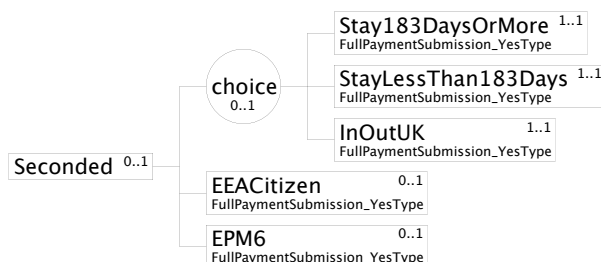 Stay183DaysOrMore 1..1
FullPaymentSubmission_YesType
StayLessThan183Days 1..1
FullPaymentSubmission_YesType
choice
0..1
InOutUK 1..1
FullPaymentSubmission_YesType
Seconded 0..1
EEACitizen 0..1
FullPaymentSubmission_YesType
EPM6 0..1
FullPaymentSubmission_YesType